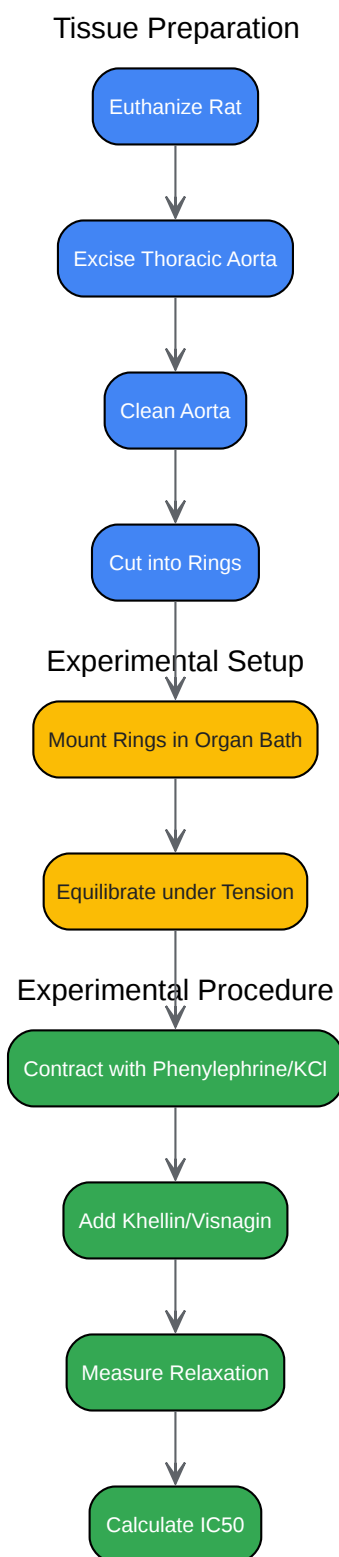 Tissue Preparation
Euthanize Rat
Excise Thoracic Aorta
Clean Aorta
Cut into Rings
Experimental Setup
Mount Rings in Organ Bath
Equilibrate under Tension
Experimental Procedure
Contract with Phenylephrine/KCl
Add Khellin/Visnagin
Measure Relaxation
Calculate IC50